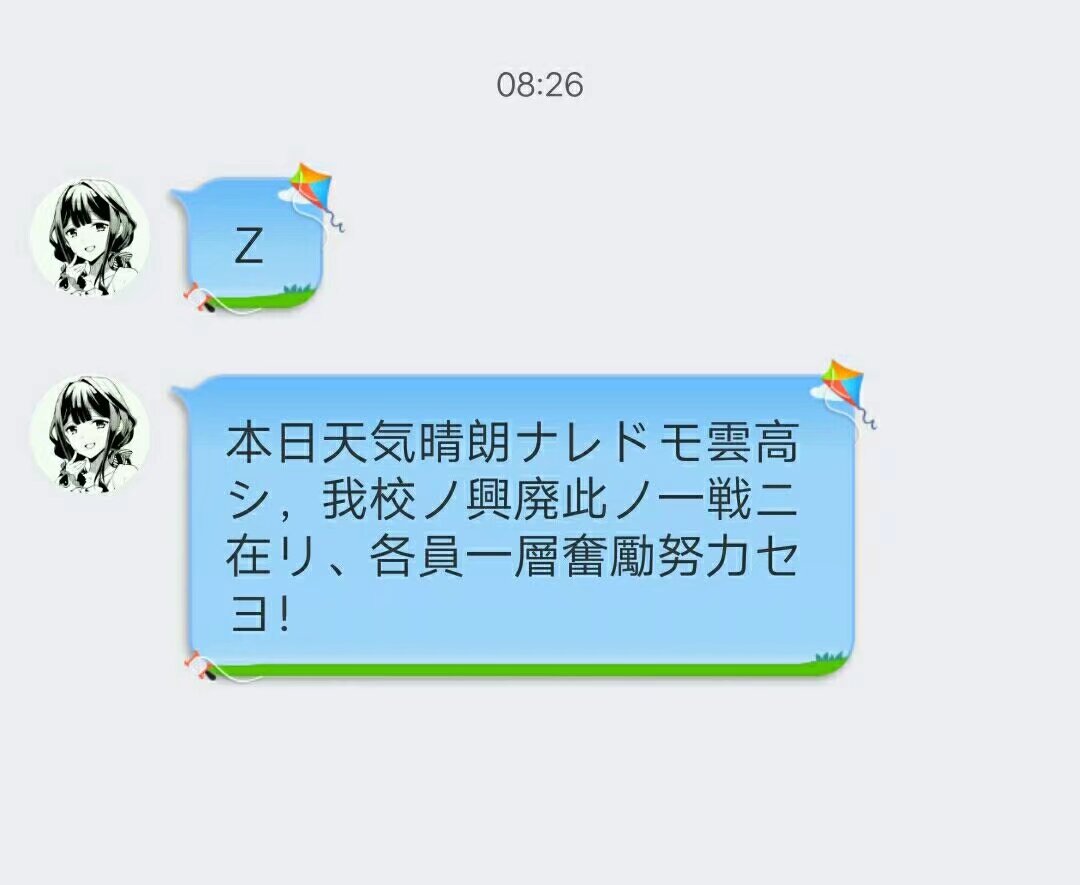 08:26
Z
本日天気晴朗ナレドモ雲高
シ，我校ノ興廃此ノ一戦ニ
在リ、各員一層奮励努力セ
ヨ！